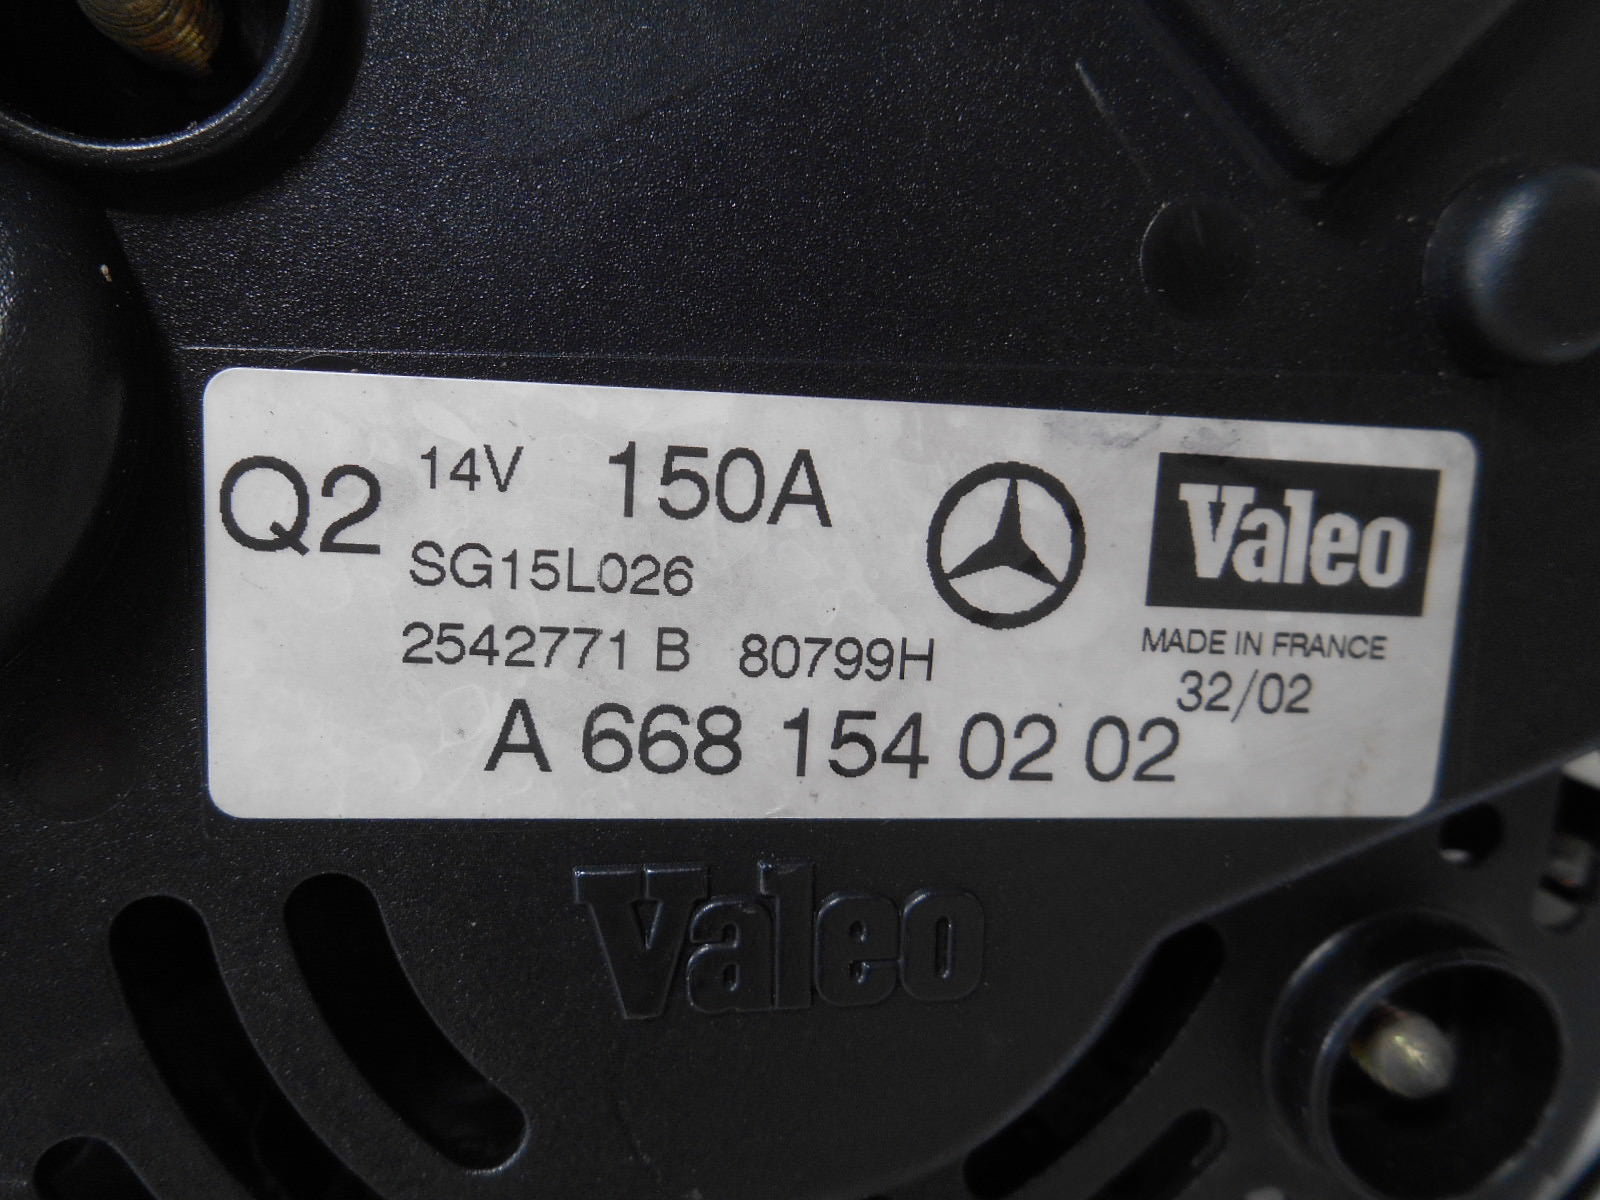 Q2 14V 150A
SG15L026
2542771 B 80799H
A 668 154 02 02
Valeo
MADE IN FRANCE
32/02
Valeo